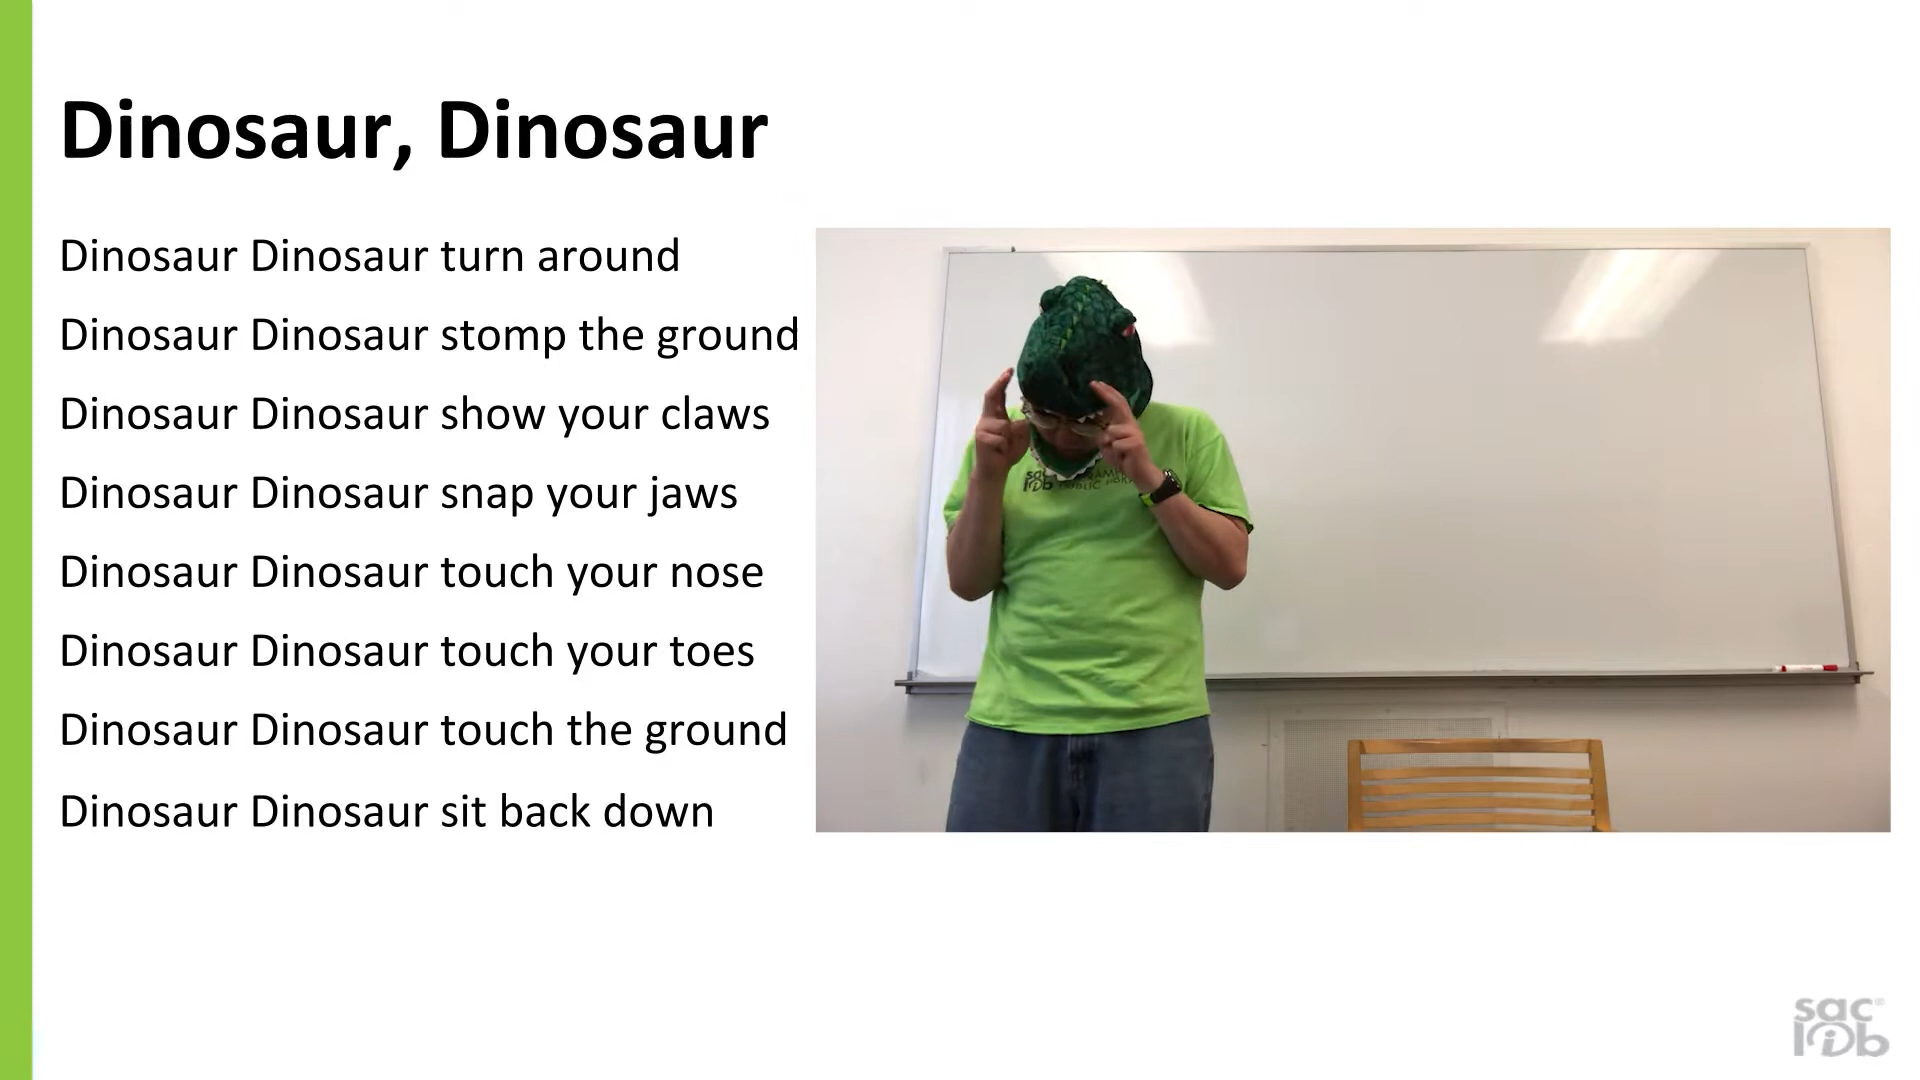 Dinosaur, Dinosaur
Dinosaur Dinosaur turn around
Dinosaur Dinosaur stomp the ground
Dinosaur Dinosaur show your claws
Dinosaur Dinosaur snap your jaws
Dinosaur Dinosaur touch your nose
Dinosaur Dinosaur touch your toes
Dinosaur Dinosaur touch the ground
Dinosaur Dinosaur sit back down
sac
lib